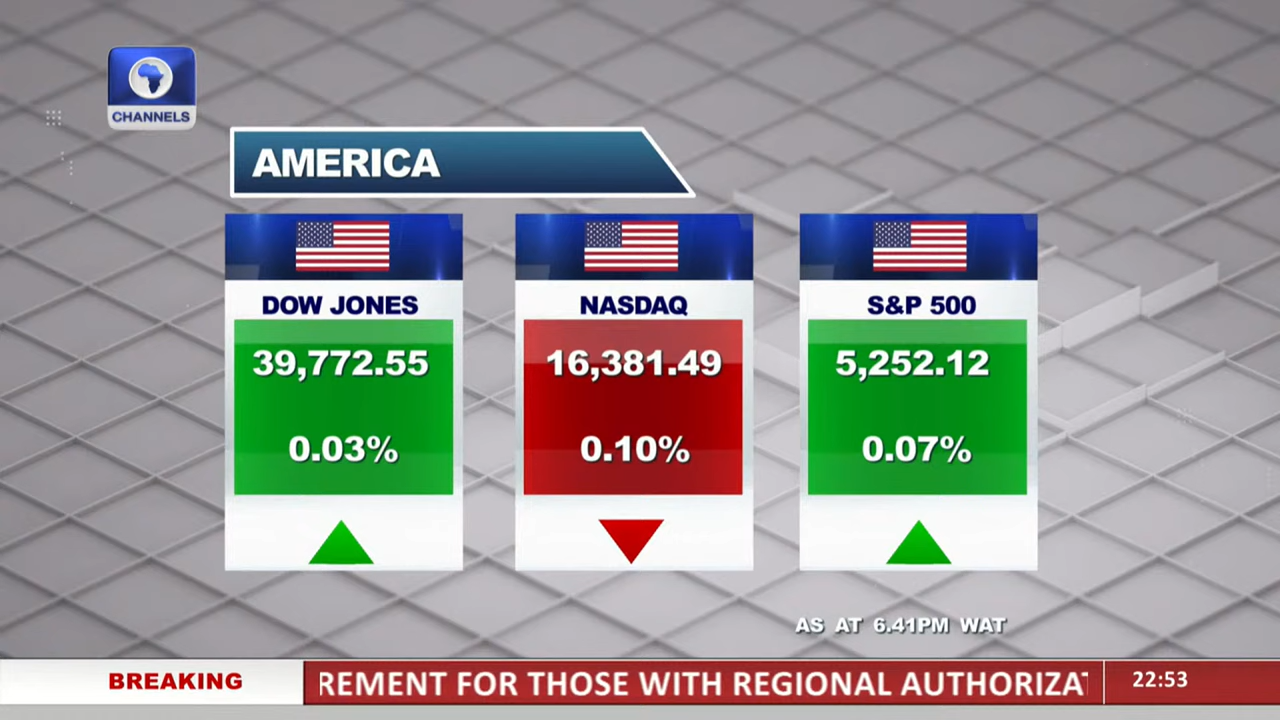 CHANNELS
AMERICA
DOW JONES
39,772.55
0.03%
NASDAQ
16,381.49
0.10%
S&P 500
5,252.12
0.07%
AS AT 6.41PM WAT
BREAKING
REMENT FOR THOSE WITH REGIONAL AUTHORIZAT
22:53